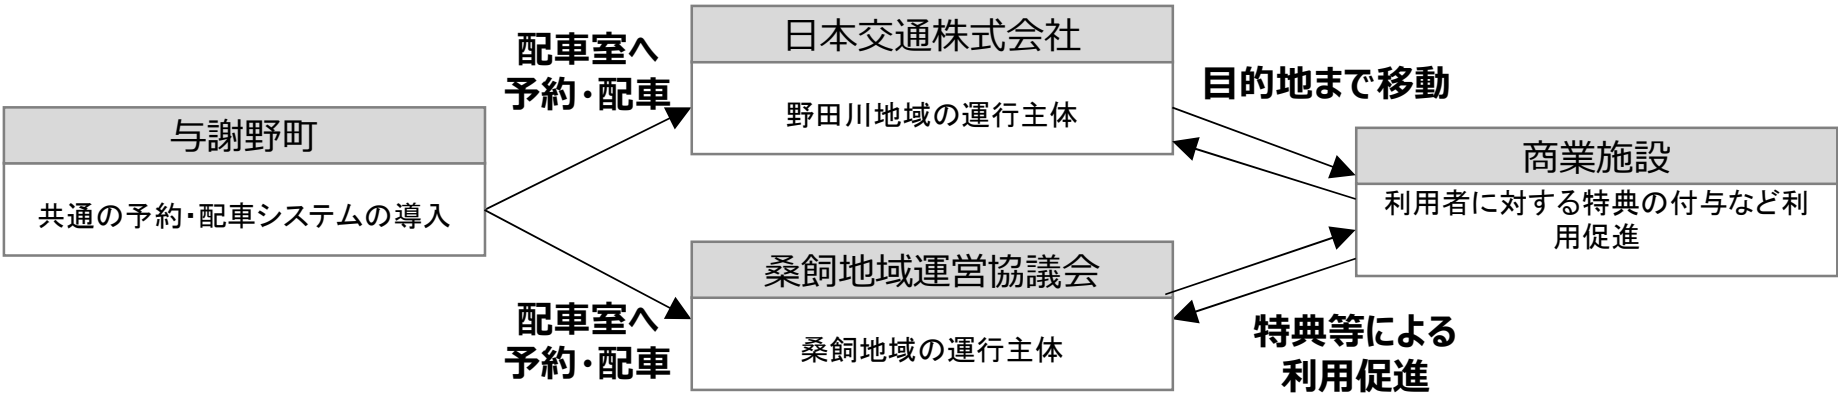 与謝野町
共通の予約・配車システムの導入
配車室へ
予約・配車
日本交通株式会社
野田川地域の運行主体
配車室へ
予約・配車
桑飼地域運営協議会
桑飼地域の運行主体
目的地まで移動
商業施設
利用者に対する特典の付与など利
用促進
特典等による
利用促進